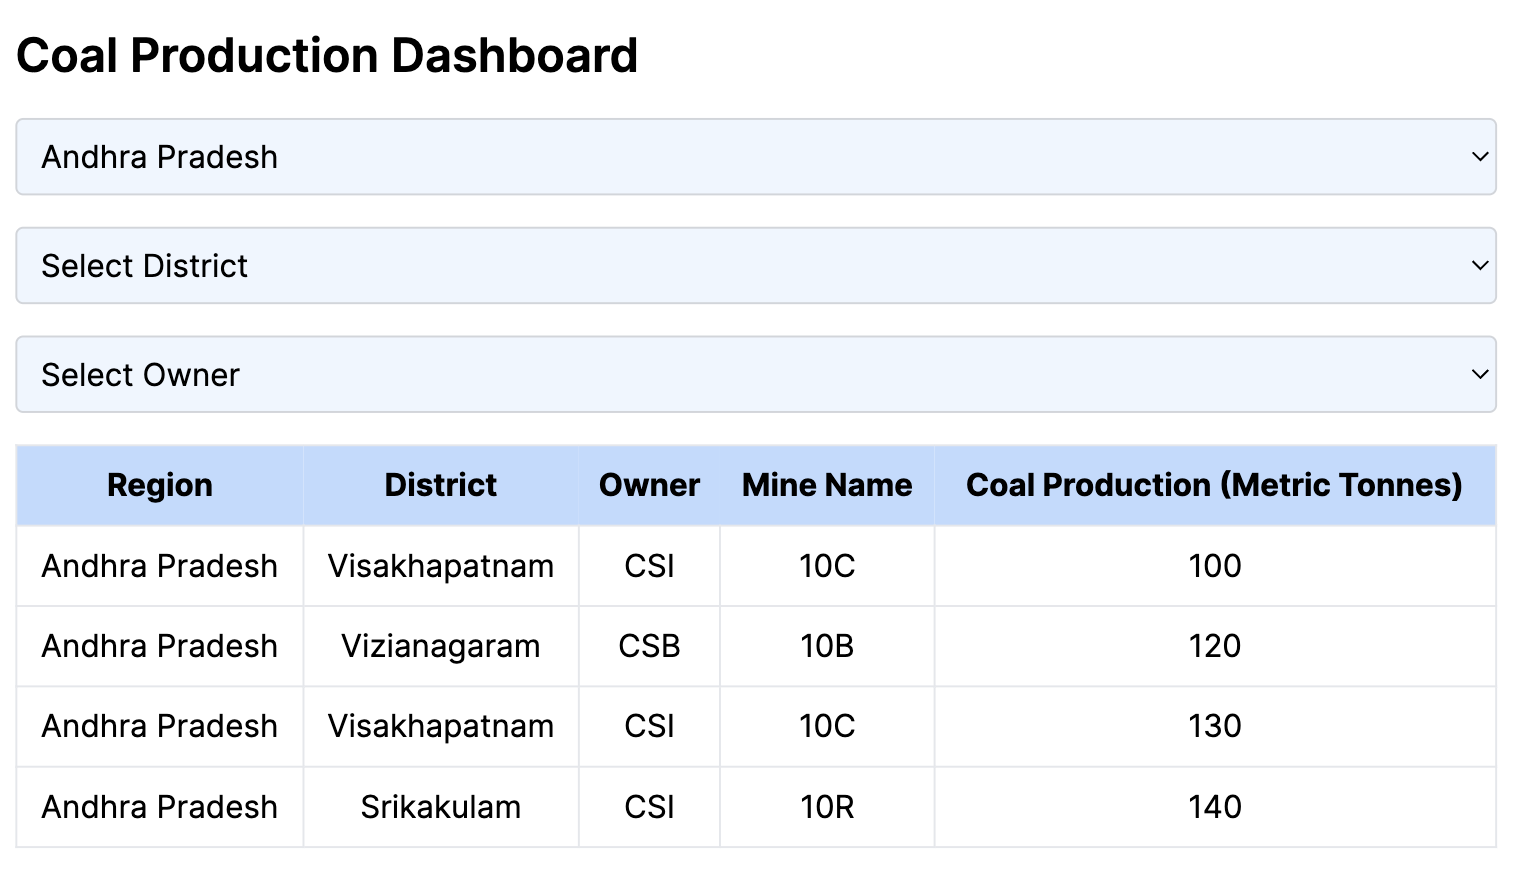 Coal Production Dashboard
Andhra Pradesh
Select District
Select Owner
Region District Owner Mine Name Coal Production (Metric Tonnes)
Andhra Pradesh Visakhapatnam CSI 10C 100
Andhra Pradesh Vizianagaram CSB 10B 120
Andhra Pradesh Visakhapatnam CSI 10C 130
Andhra Pradesh Srikakulam CSI 10R 140